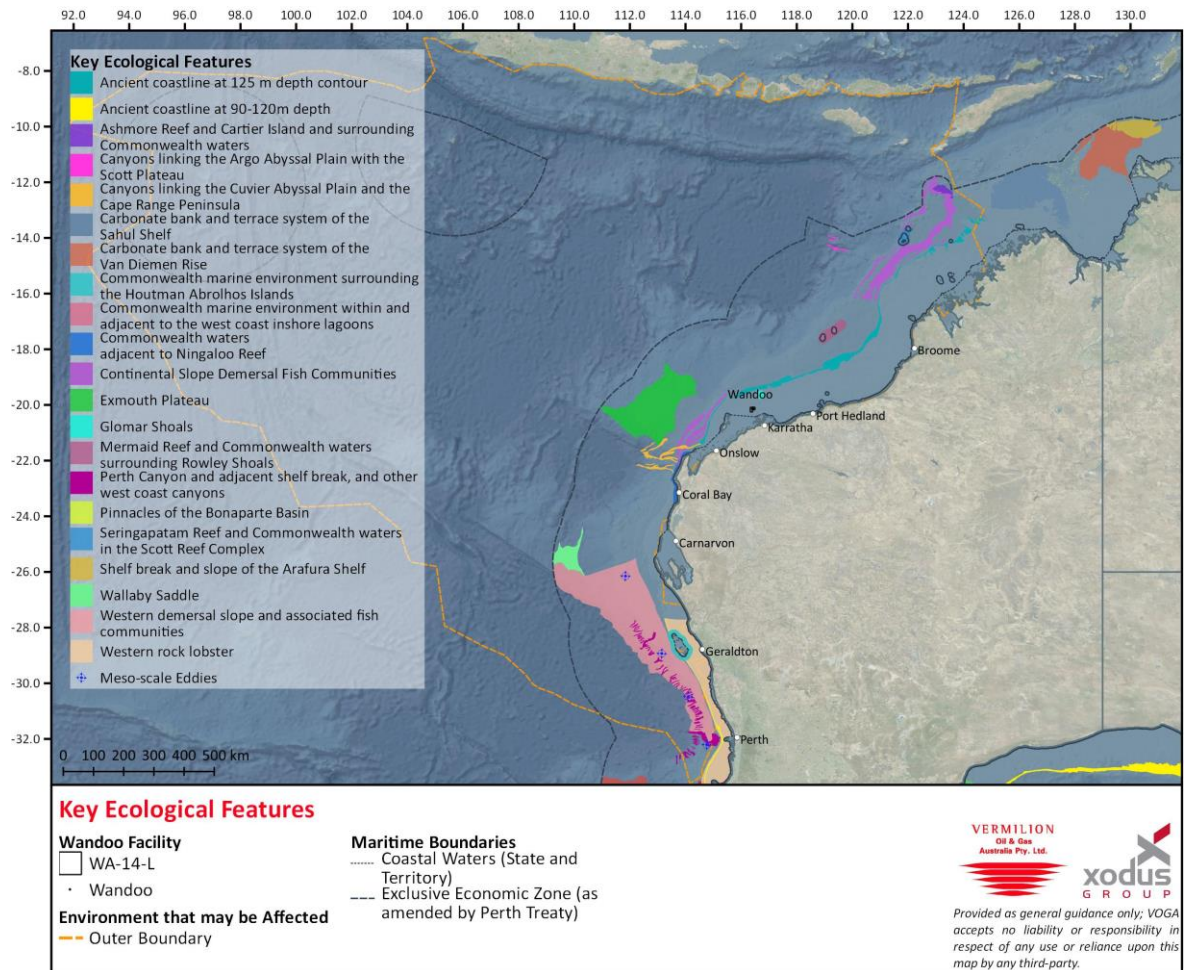 92.0 94.0 96.0 98.0 100.0 102.0 104.0 106.0 108.0 110.0 112.0 114.0 116.0 118.0 120.0 122.0 124.0 126.0 128.0 130.0
-8.0
-10.0
-12.0
-14.0
-16.0
-18.0
-20.0
-22.0
-24.0
-26.0
-28.0
-30.0
-32.0
Key Ecological Features
Ancient coastline at 125 m depth contour
Ancient coastline at 90-120m depth
Ashmore Reef and Cartier Island and surrounding
Commonwealth waters
Canyons linking the Argo Abyssal Plain with the
Scott Plateau
Canyons linking the Cuvier Abyssal Plain and the
Cape Range Peninsula
Carbonate bank and terrace system of the
Sahul Shelf
Carbonate bank and terrace system of the
Van Diemen Rise
Commonwealth marine environment surrounding
the Houtman Abrolhos Islands
Commonwealth marine environment within and
adjacent to the west coast inshore lagoons
Commonwealth waters
adjacent to Ningaloo Reef
Continental Slope Demersal Fish Communities
Exmouth Plateau
Glomar Shoals
Mermaid Reef and Commonwealth waters
surrounding Rowley Shoals
Perth Canyon and adjacent shelf break, and other
west coast canyons
Pinnacles of the Bonaparte Basin
Seringapatam Reef and Commonwealth waters
in the Scott Reef Complex
Shelf break and slope of the Arafura Shelf
Wallaby Saddle
Western demersal slope and associated fish
communities
Western rock lobster
Meso-scale Eddies
0 100 200 300 400 500 km
Broome
Wandoo
Port Hedland
Karratha
Onslow
Coral Bay
Carnarvon
Geraldton
Perth
Key Ecological Features
Wandoo Facility
WA-14-L
Wandoo
Environment that may be Affected
Outer Boundary
Maritime Boundaries
Coastal Waters (State and
Territory)
Exclusive Economic Zone (as
amended by Perth Treaty)
VERMILION
Oil & Gas
Australia Pty. Ltd.
xodus
GROUP
Provided as general guidance only; VOGA
accepts no liability or responsibility in
respect of any use or reliance upon this
map by any third-party.